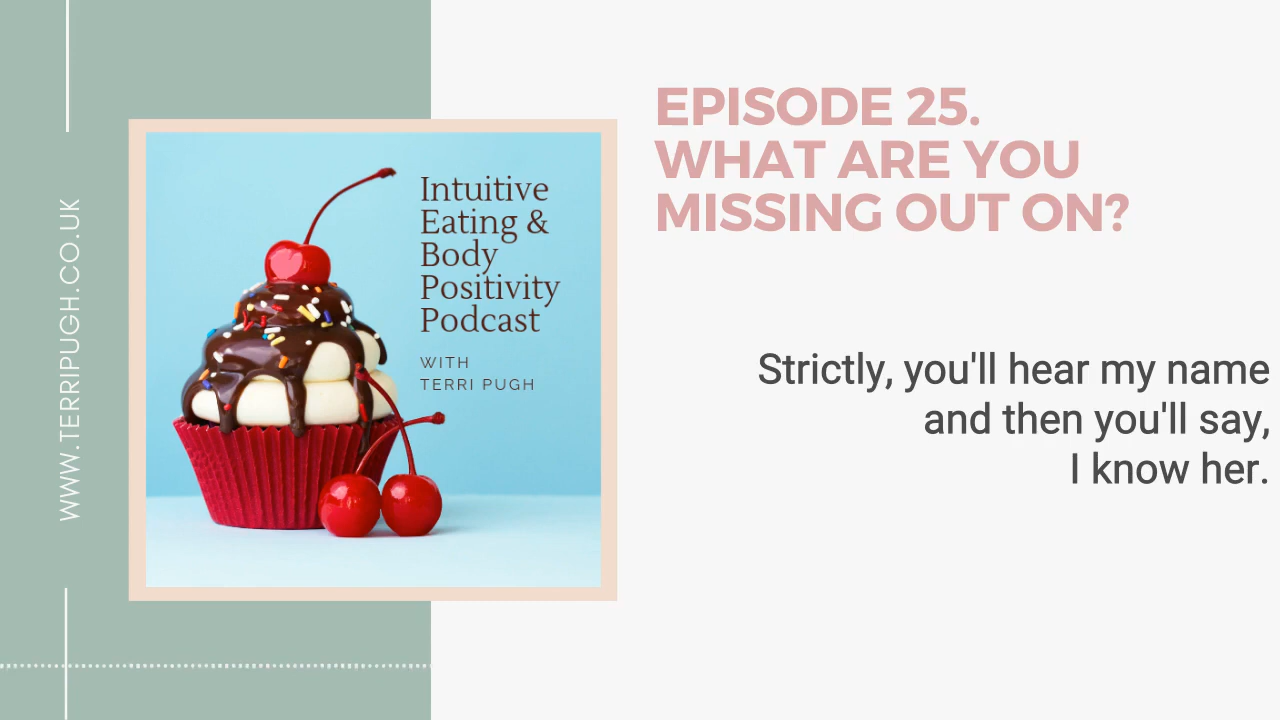 WWW.TERRIPUGH.CO.UK
Intuitive
Eating &
Body
Positivity
Podcast
WITH
TERRI PUGH
EPISODE 25.
WHAT ARE YOU
MISSING OUT ON?
Strictly, you'll hear my name
and then you'll say,
I know her.